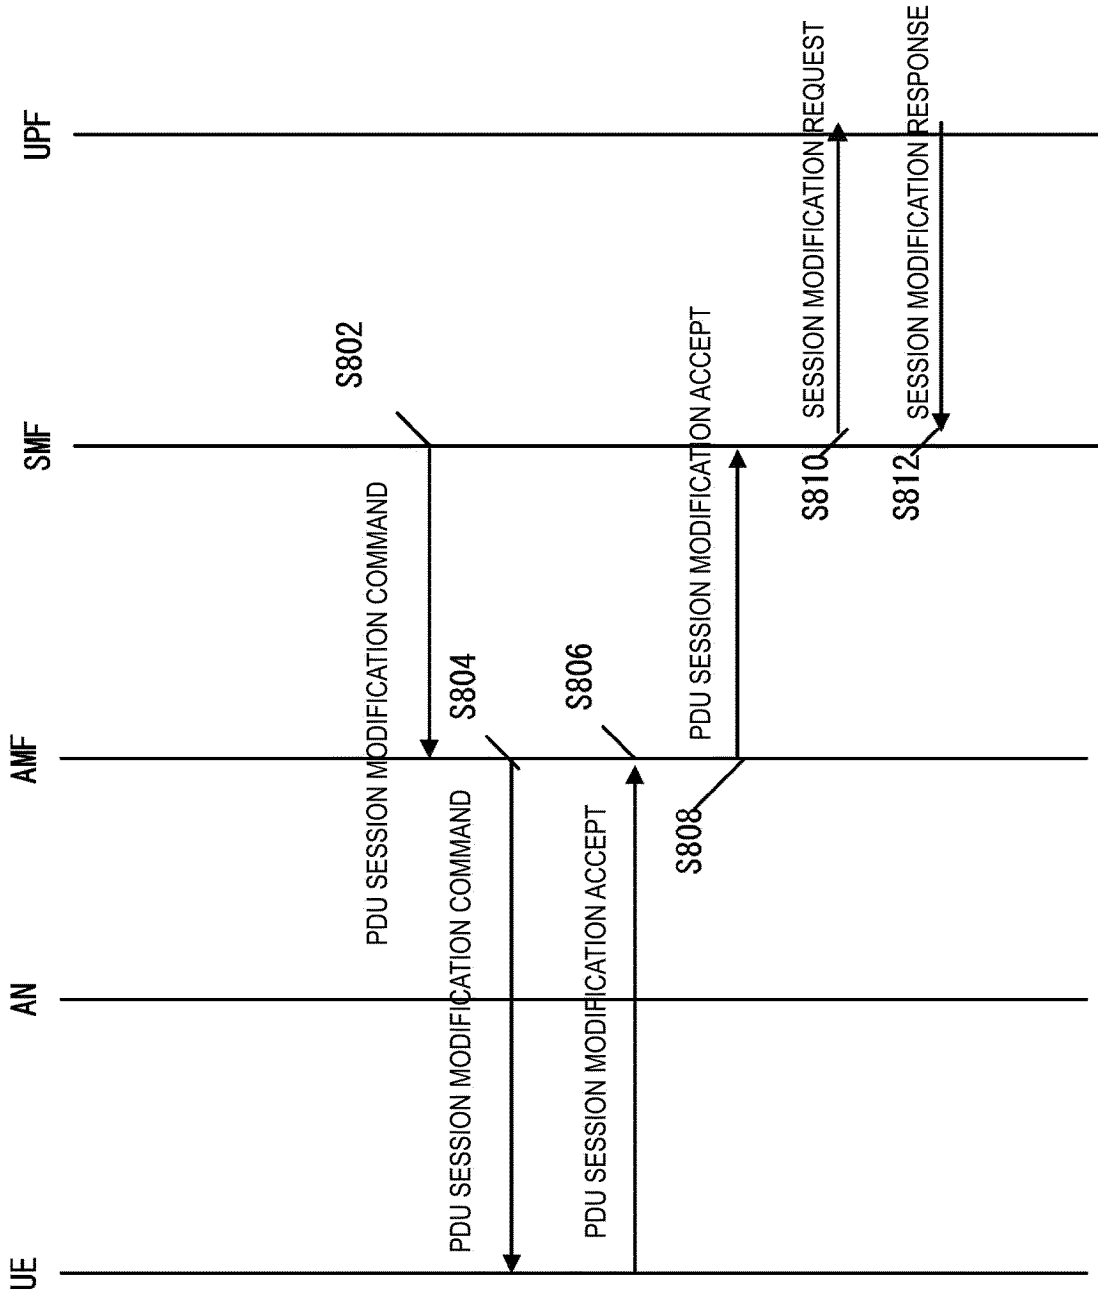 UE
AN
AMF
SMF
UPF
S802
PDU SESSION MODIFICATION COMMAND
S804
PDU SESSION MODIFICATION COMMAND
S806
PDU SESSION MODIFICATION ACCEPT
PDU SESSION MODIFICATION ACCEPT
S808
SESSION MODIFICATION REQUEST
S810
SESSION MODIFICATION RESPONSE
S812